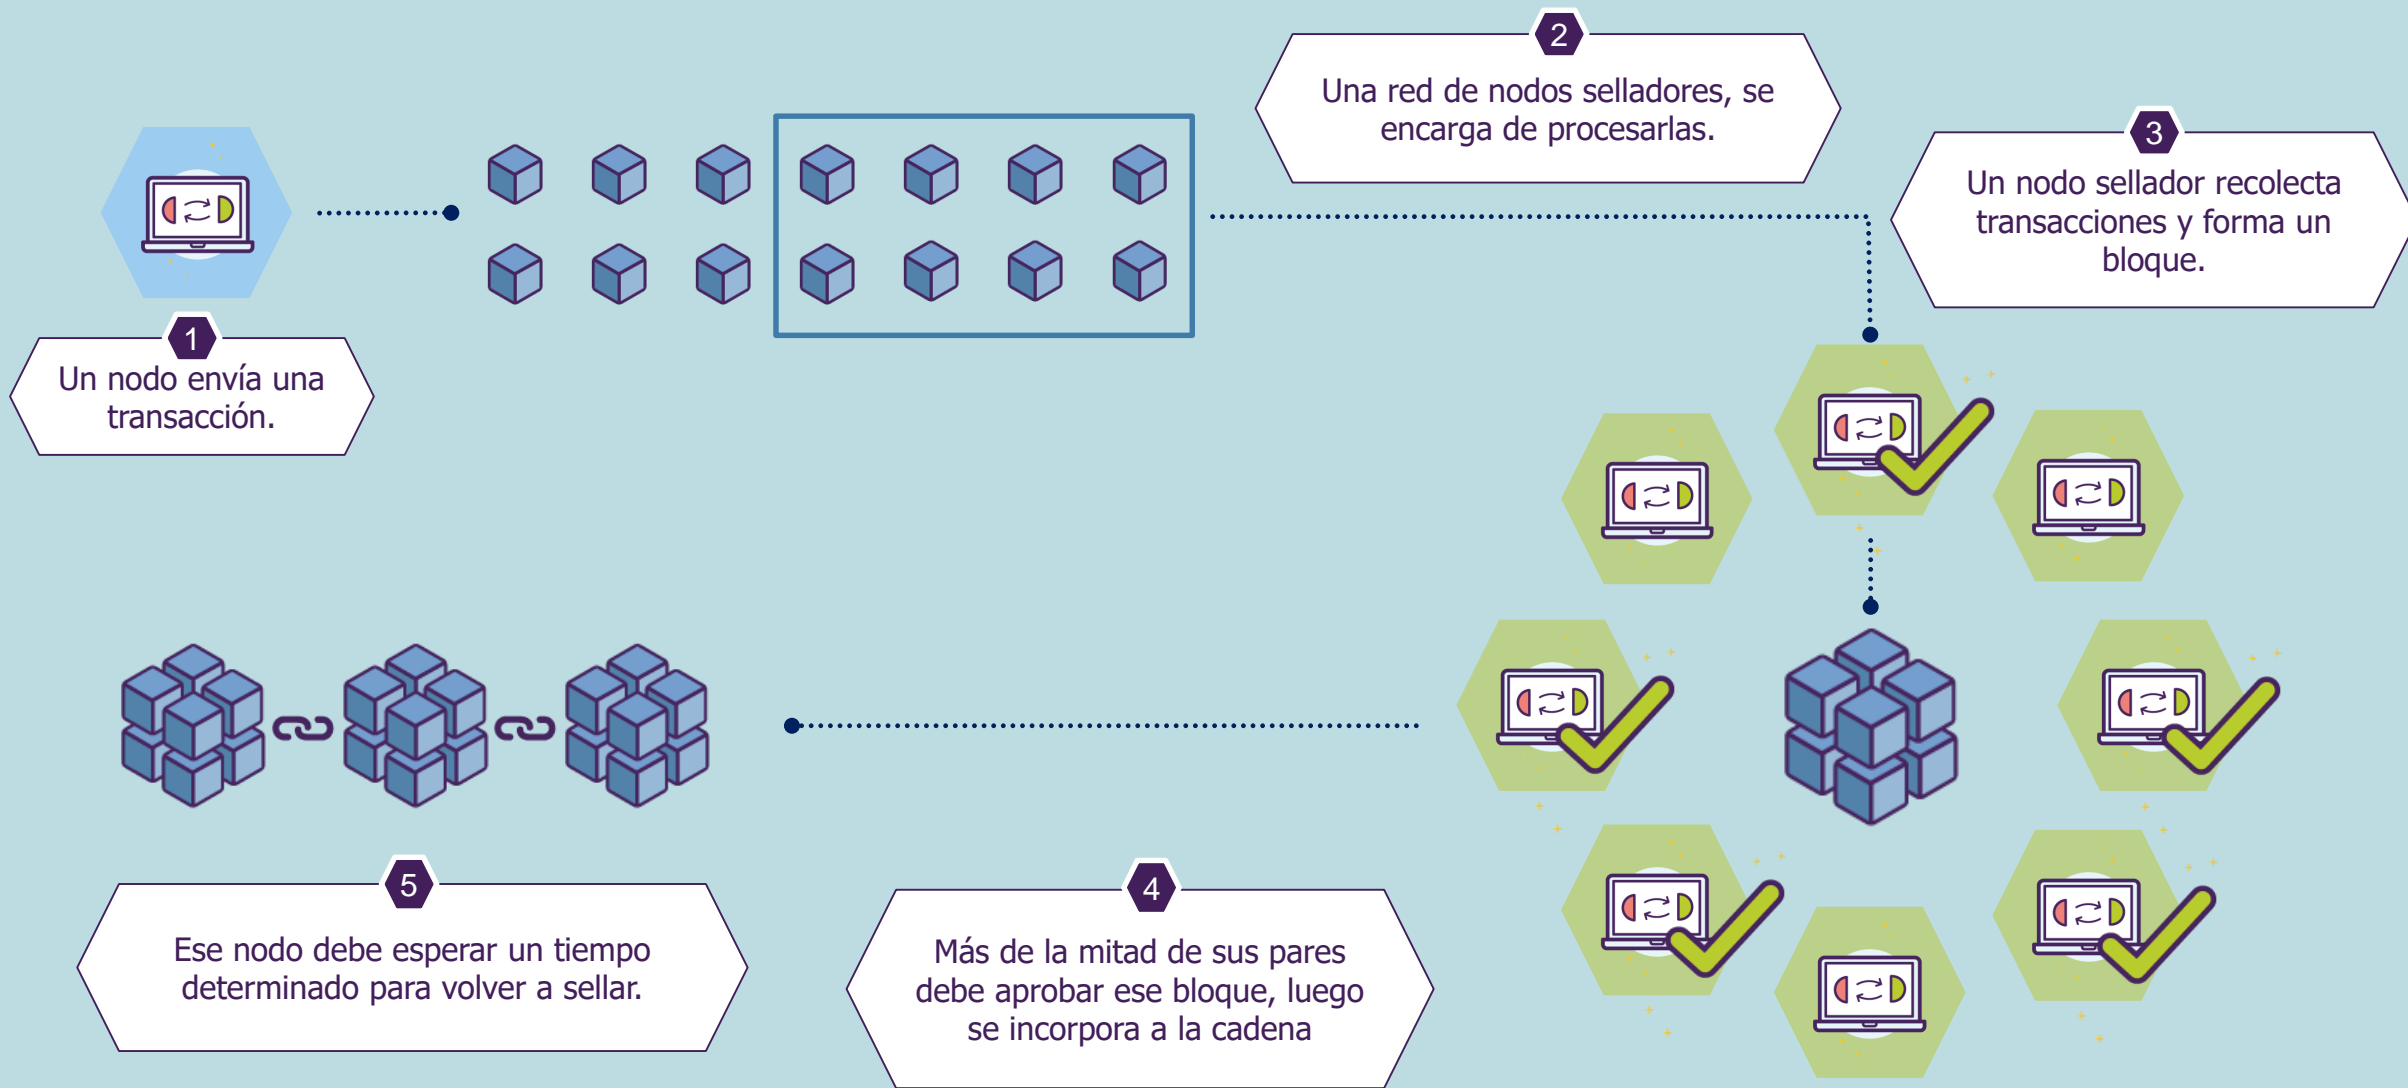 1
Un nodo envía una
transacción.
2
Una red de nodos selladores, se
encarga de procesarlas.
3
Un nodo sellador recolecta
transacciones y forma un
bloque.
4
Más de la mitad de sus pares
debe aprobar ese bloque, luego
se incorpora a la cadena
5
Ese nodo debe esperar un tiempo
determinado para volver a sellar.